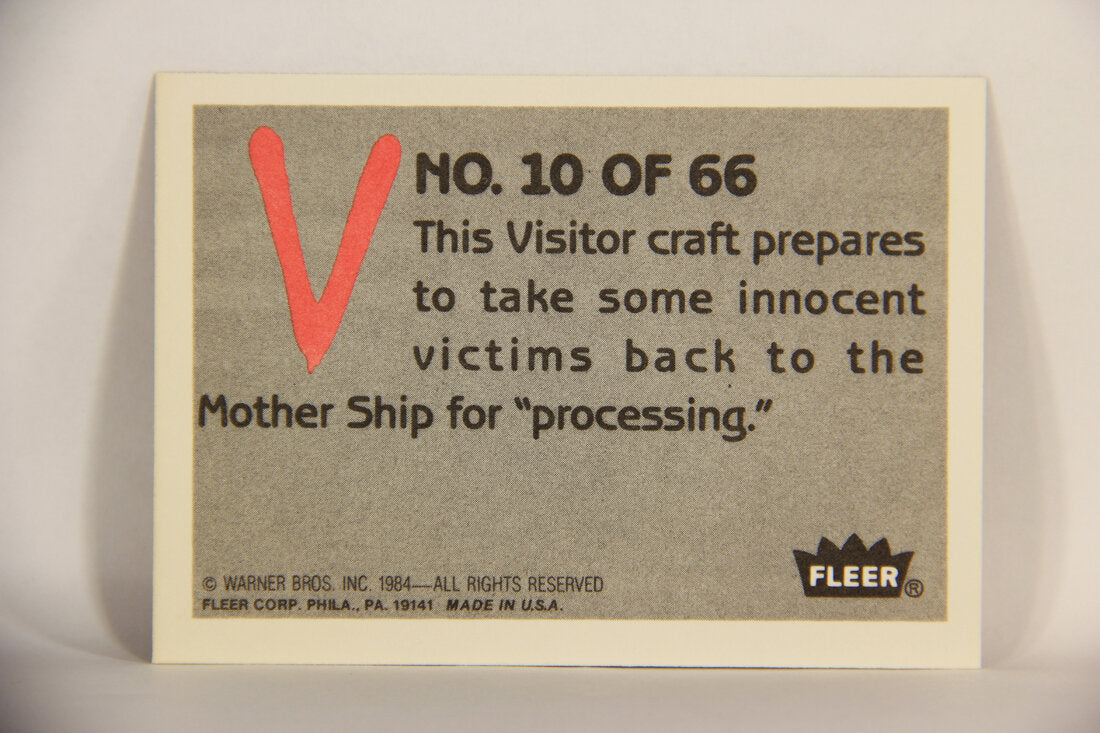 V
NO. 10 OF 66
This Visitor craft prepares
to take some innocent
victims back to the
Mother Ship for “processing.”
© WARNER BROS. INC. 1984—ALL RIGHTS RESERVED
FLEER CORP. PHILA., PA. 19141 MADE IN U.S.A.
FLEER®